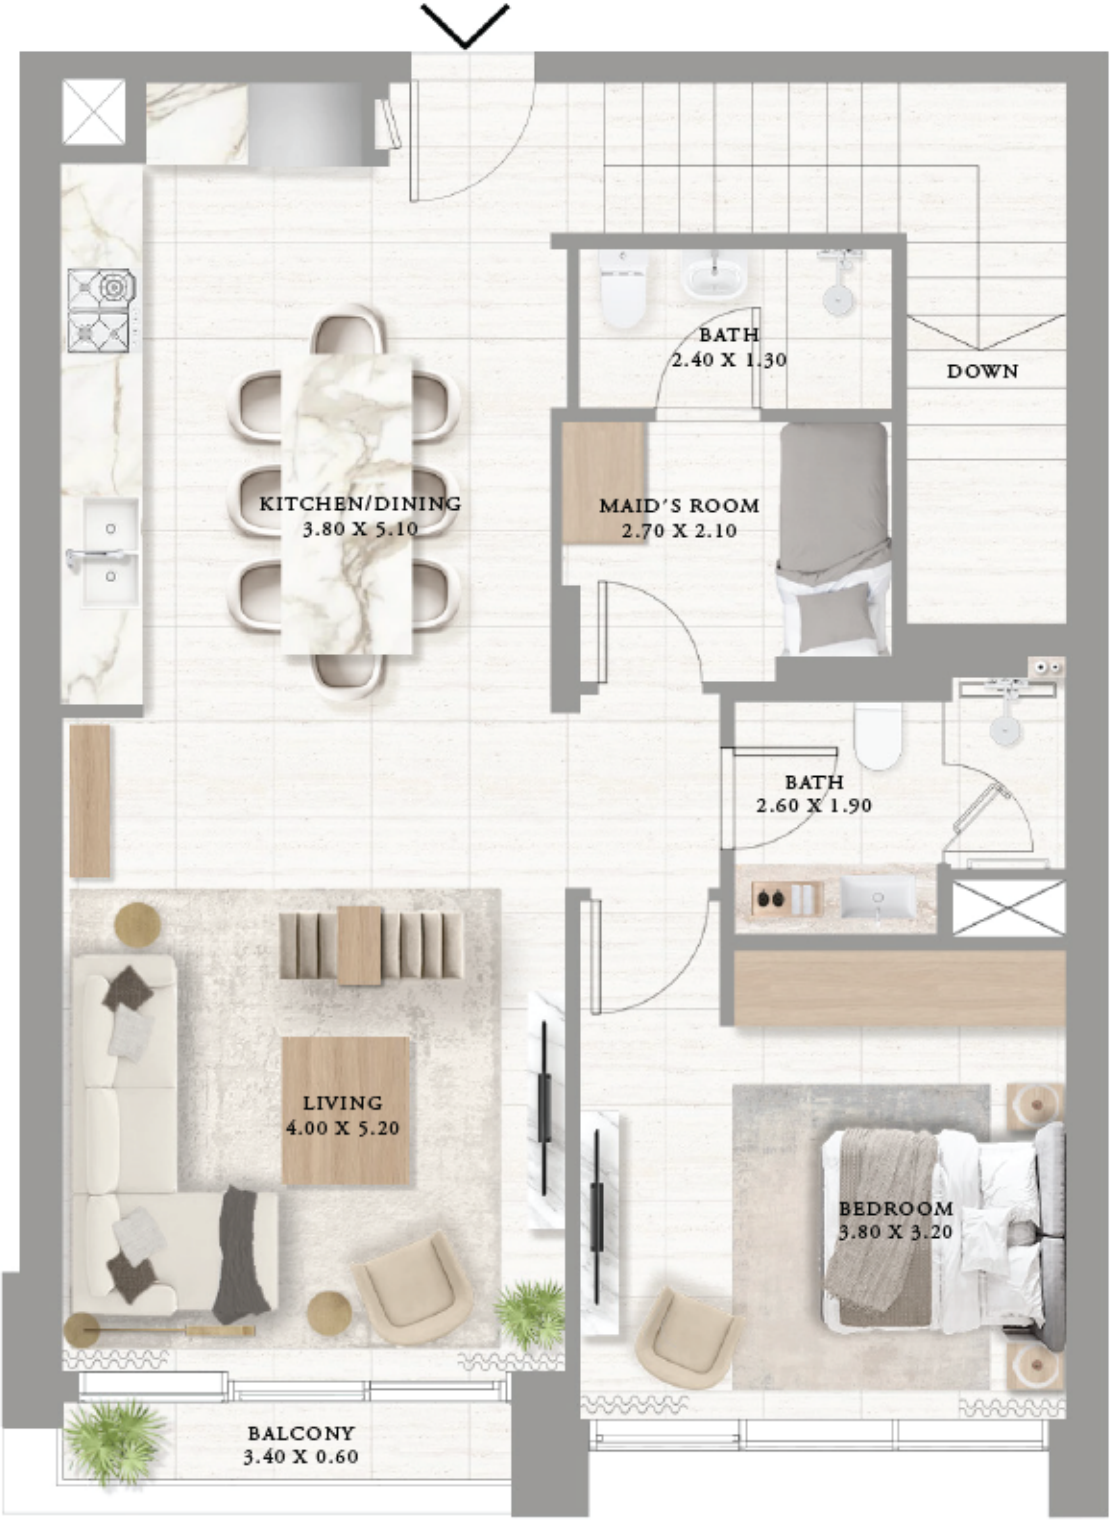 BATH
2.40 X 1.30
DOWN
KITCHEN/DINING
3.80 X 5.10
MAID'S ROOM
2.70 X 2.10
BATH
2.60 X 1.90
LIVING
4.00 X 5.20
BEDROOM
3.80 X 3.20
BALCONY
3.40 X 0.60